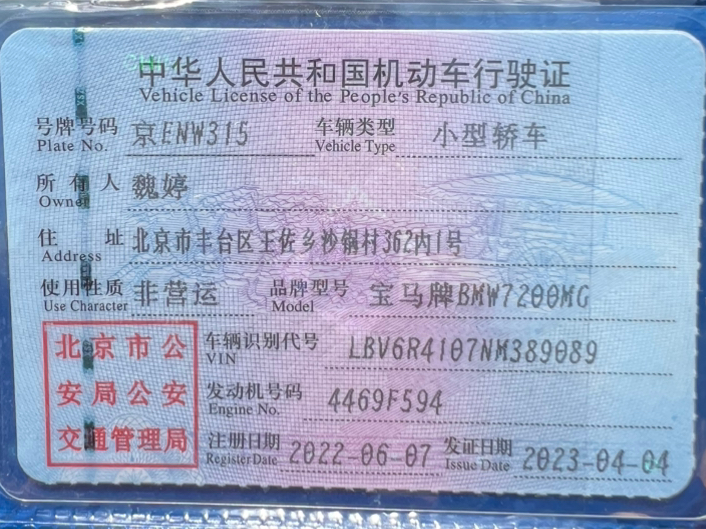 中华人民共和国机动车行驶证
Vehicle License of the People's Republic of China
号牌号码 京ENW315 车辆类型 小型轿车
Plate No. Vehicle Type
所有人 魏婷
Owner
住址 北京市丰台区王佐乡沙锅村362内1号
Address
使用性质 非营运 品牌型号 宝马牌BMW7200MG
Use Character Model
北京市公 车辆识别代号 LBV6R4107NM389089
VIN
安局公安 发动机号码 4469F594
Engine No.
交通管理局 注册日期 2022-06-07 发证日期 2023-04-04
Register Date Issue Date